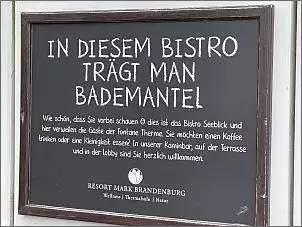 IN DIESEM BISTRO
TRÄGT MAN
BADEMANTEL
Wie schön, dass Sie vorbei schauen ☺ dies ist das Bistro Seeblick und
hier verweilen die Gäste der Fontane Therme. Sie möchten einen Kaffee
trinken oder eine Kleinigkeit essen? In unserer Kaminbar, auf der Terrasse
und in der Lobby sind Sie herzlich willkommen.
RESORT MARK BRANDENBURG
Wellness | Thermalsole | Natur